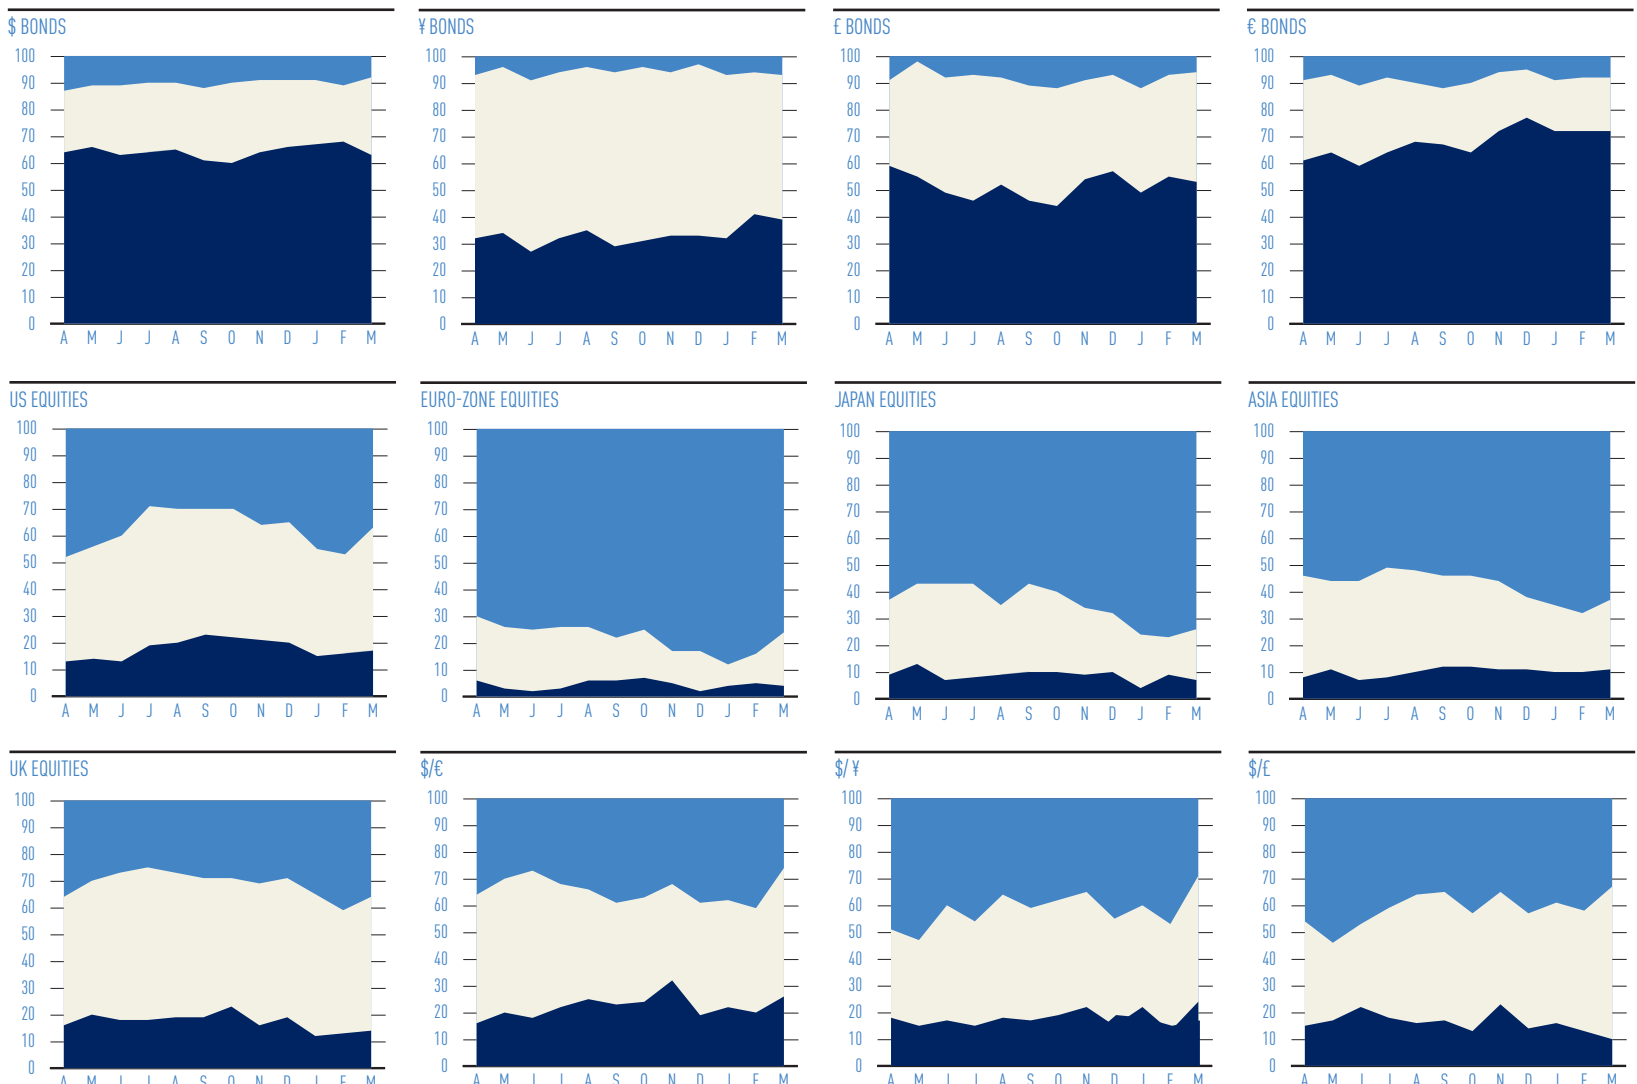 $ BONDS
¥ BONDS
£ BONDS
€ BONDS
100 100 100 100
90 90 90 90
80 80 80 80
70 70 70 70
60 60 60 60
50 50 50 50
40 40 40 40
30 30 30 30
20 20 20 20
10 10 10 10
0 0 0 0
A M J J A S O N D J F M A M J J A S O N D J F M A M J J A S O N D J F M A M J J A S O N D J F M
US EQUITIES
EURO-ZONE EQUITIES
JAPAN EQUITIES
ASIA EQUITIES
100 100 100 100
90 90 90 90
80 80 80 80
70 70 70 70
60 60 60 60
50 50 50 50
40 40 40 40
30 30 30 30
20 20 20 20
10 10 10 10
0 0 0 0
A M J J A S O N D J F M A M J J A S O N D J F M A M J J A S O N D J F M A M J J A S O N D J F M
UK EQUITIES
$/€
$/ ¥
$/£
100 100 100 100
90 90 90 90
80 80 80 80
70 70 70 70
60 60 60 60
50 50 50 50
40 40 40 40
30 30 30 30
20 20 20 20
10 10 10 10
0 0 0 0
A M J J A S O N D J F M A M J J A S O N D J F M A M J J A S O N D J F M A M J J A S O N D J F M